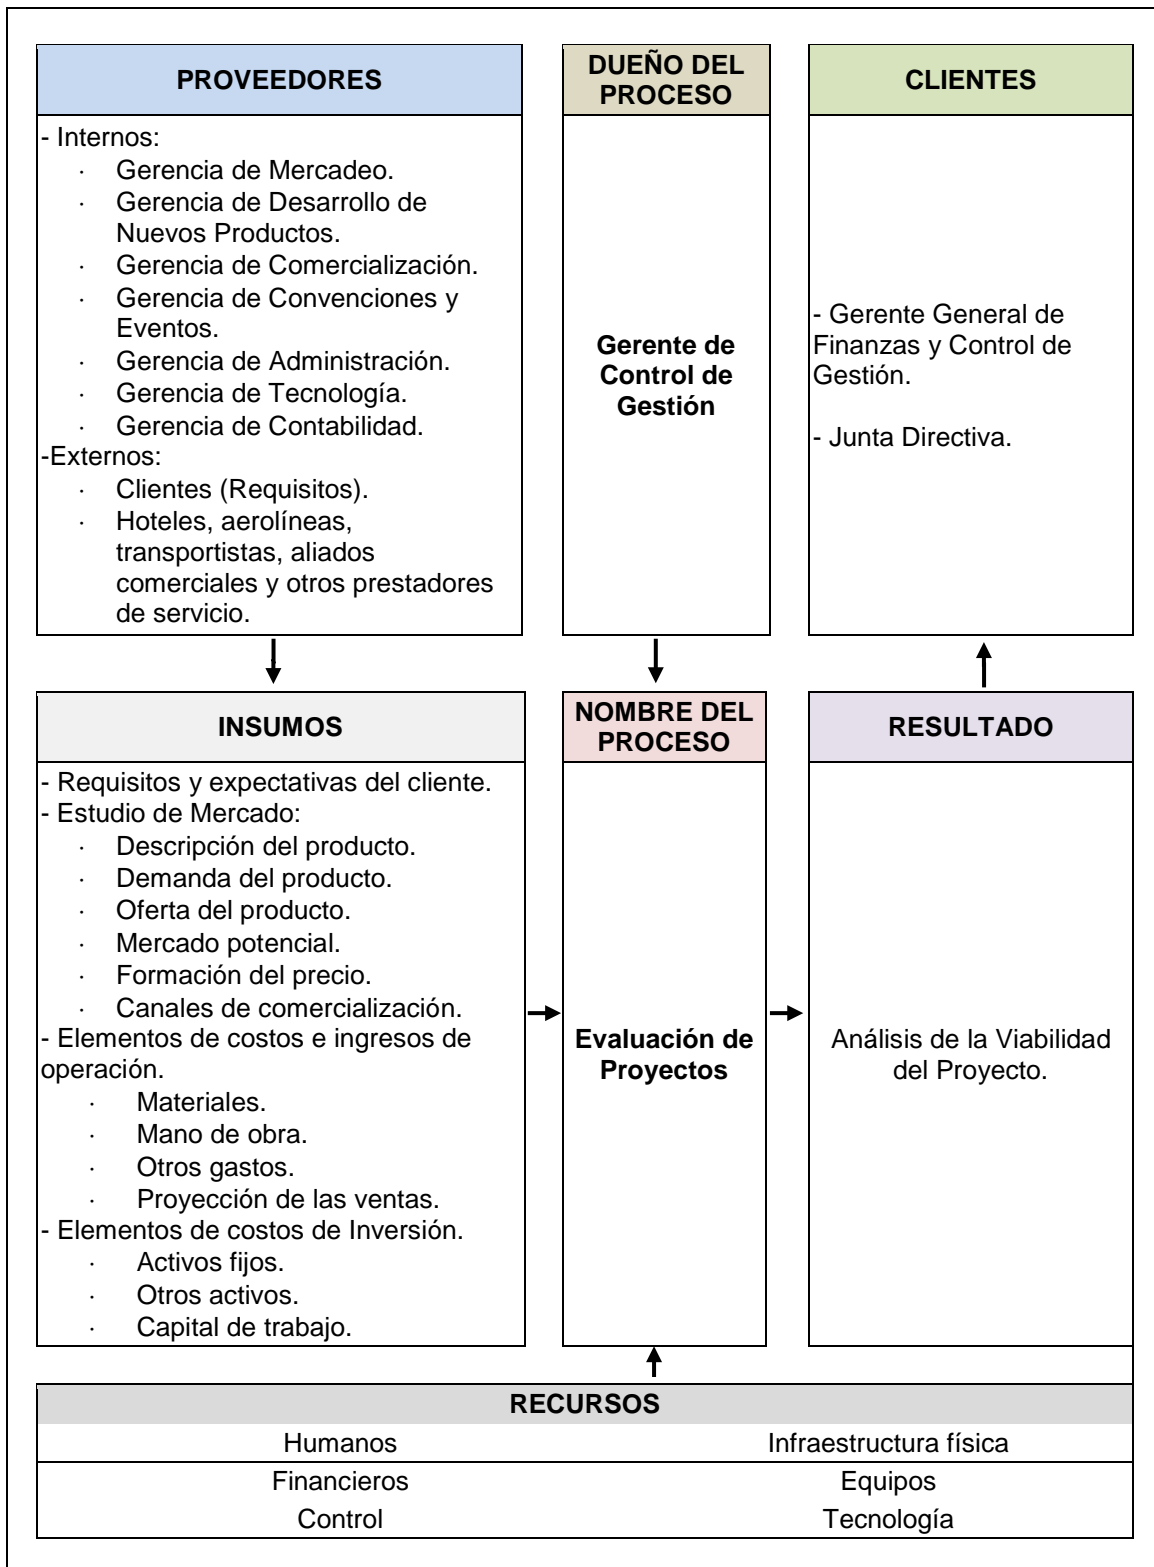 PROVEEDORES
- Internos:
· Gerencia de Mercadeo.
· Gerencia de Desarrollo de
Nuevos Productos.
· Gerencia de Comercialización.
· Gerencia de Convenciones y
Eventos.
· Gerencia de Administración.
· Gerencia de Tecnología.
· Gerencia de Contabilidad.
-Externos:
· Clientes (Requisitos).
· Hoteles, aerolíneas,
transportistas, aliados
comerciales y otros prestadores
de servicio.
DUEÑO DEL
PROCESO
Gerente de
Control de
Gestión
CLIENTES
- Gerente General de
Finanzas y Control de
Gestión.
- Junta Directiva.
INSUMOS
- Requisitos y expectativas del cliente.
- Estudio de Mercado:
· Descripción del producto.
· Demanda del producto.
· Oferta del producto.
· Mercado potencial.
· Formación del precio.
· Canales de comercialización.
- Elementos de costos e ingresos de
operación.
· Materiales.
· Mano de obra.
· Otros gastos.
· Proyección de las ventas.
- Elementos de costos de Inversión.
· Activos fijos.
· Otros activos.
· Capital de trabajo.
NOMBRE DEL
PROCESO
Evaluación de
Proyectos
RESULTADO
Análisis de la Viabilidad
del Proyecto.
RECURSOS
Humanos Infraestructura física
Financieros Equipos
Control Tecnología